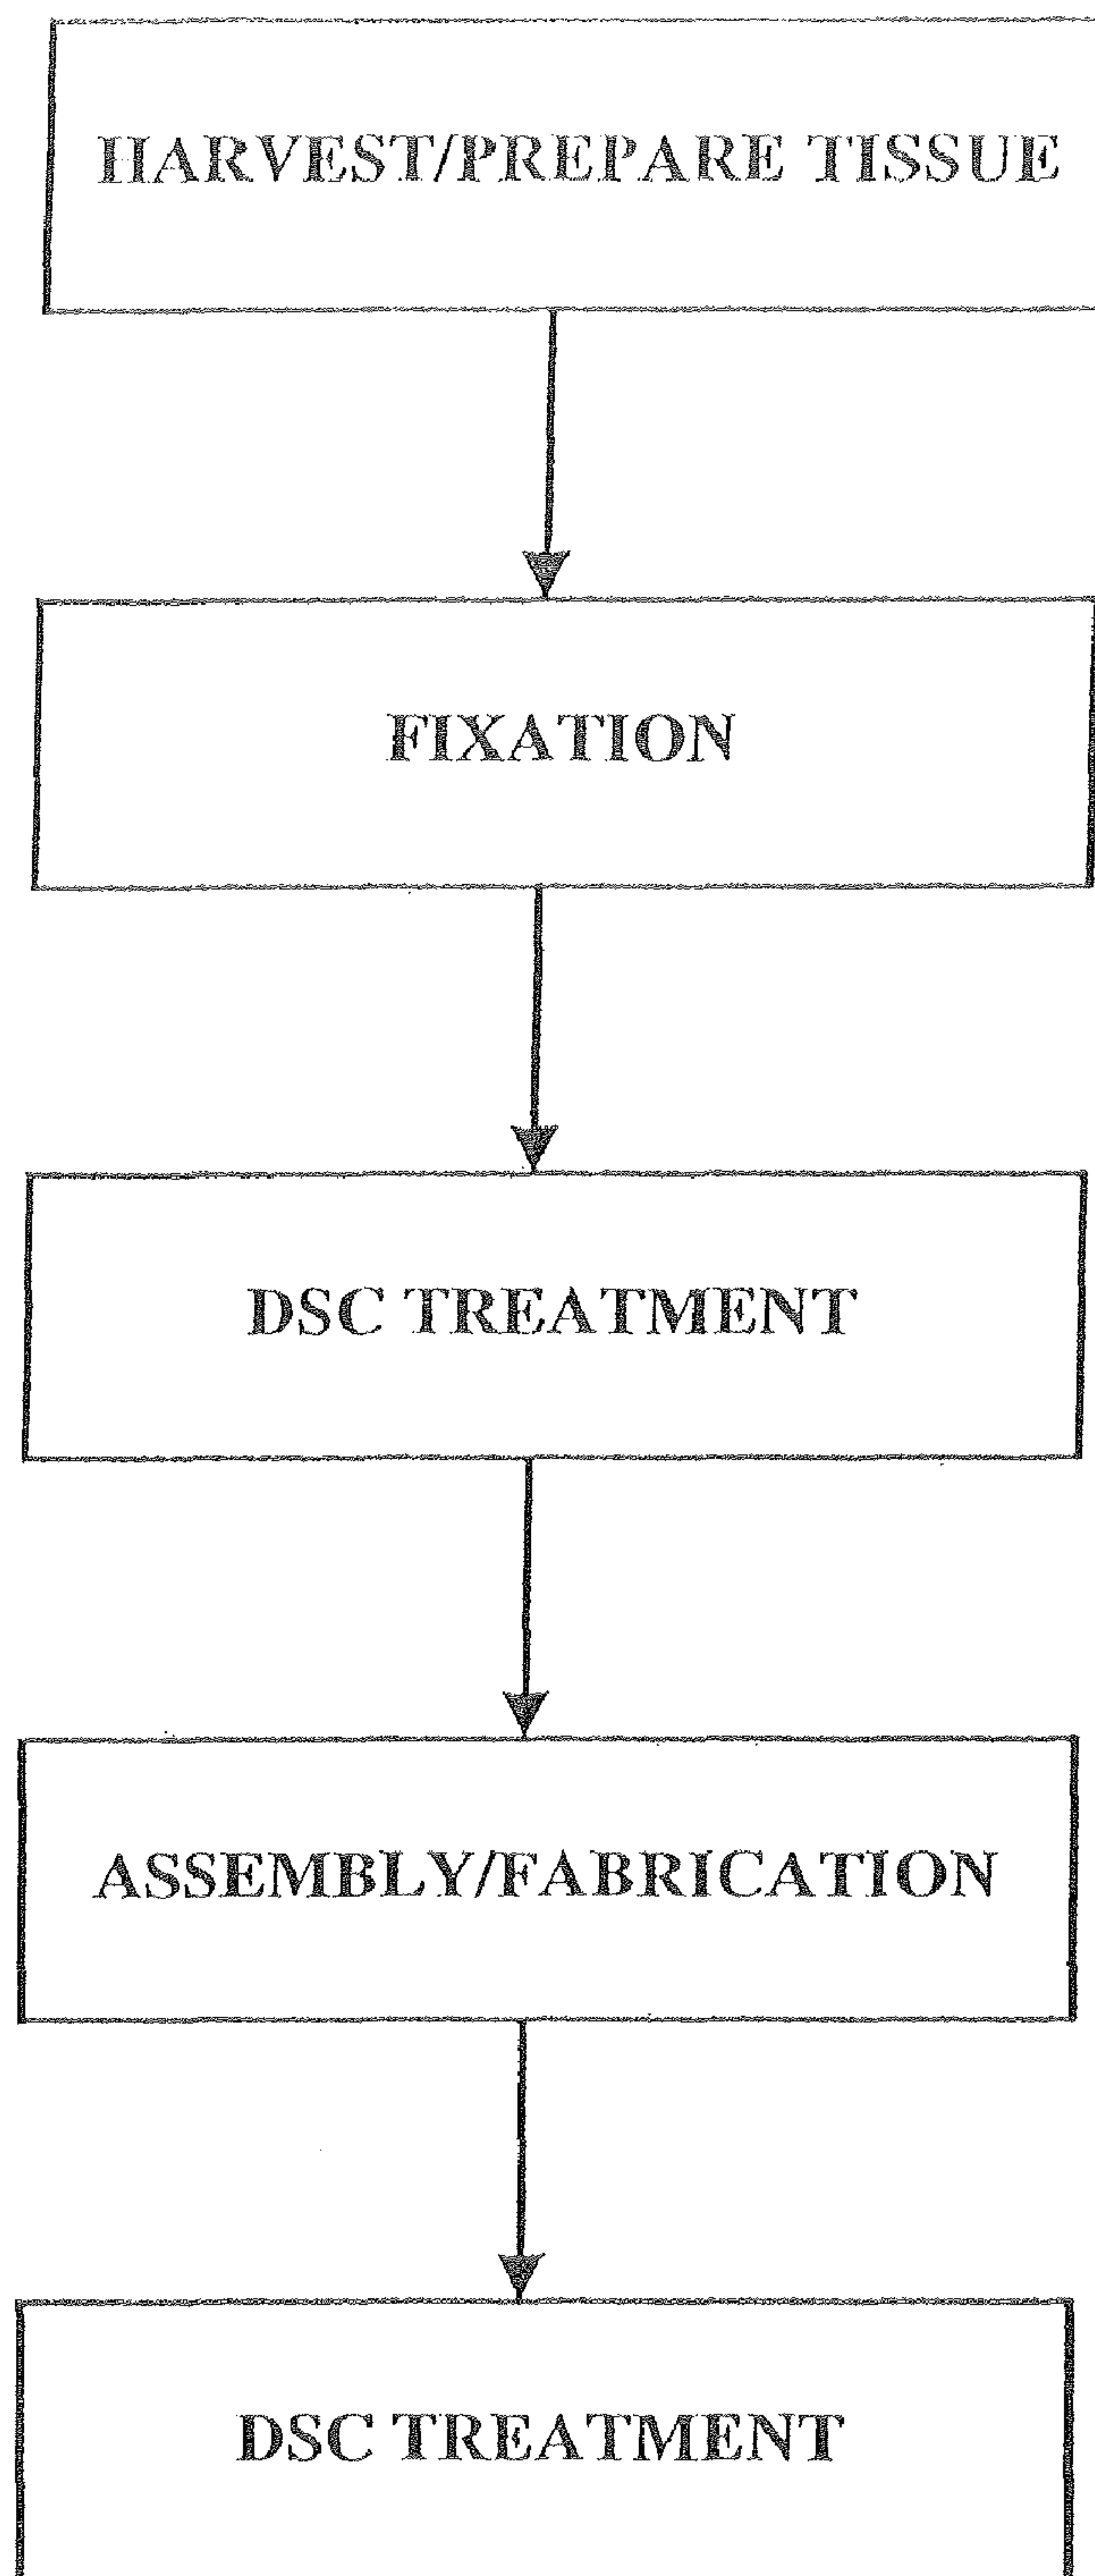 HARVEST/PREPARE TISSUE
FIXATION
DSC TREATMENT
ASSEMBLY/FABRICATION
DSC TREATMENT